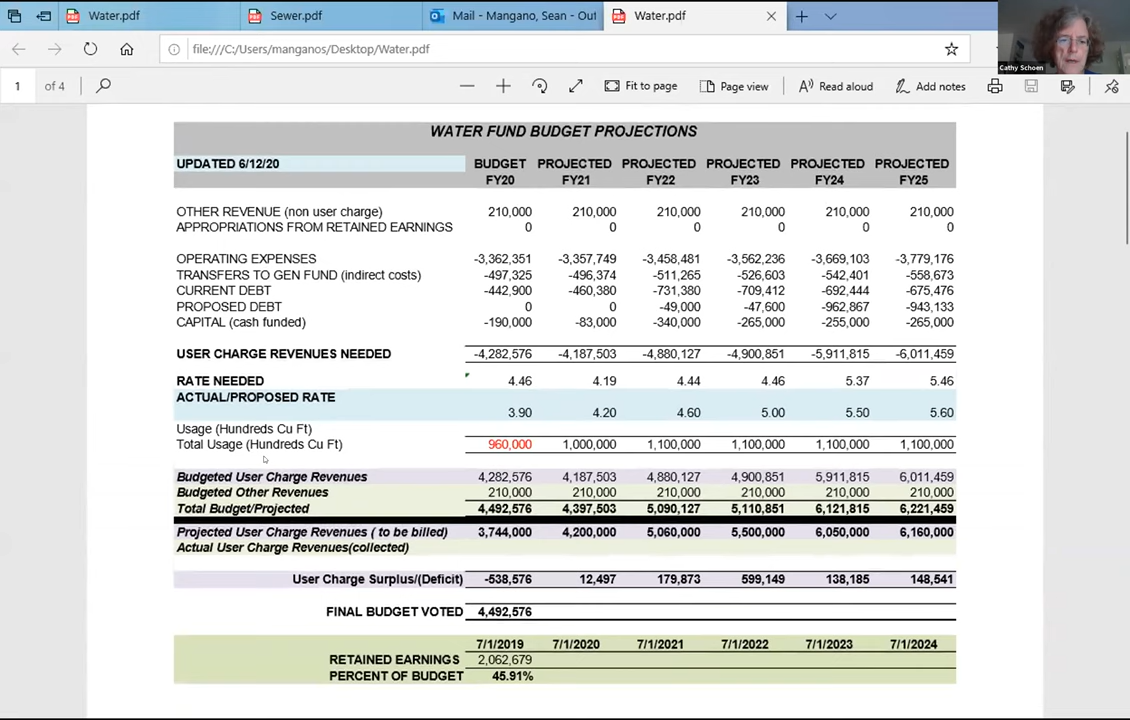 Water.pdf Sewer.pdf Mail - Mangano, Sean - Out Water.pdf
file:///C:/Users/manganos/Desktop/Water.pdf
Cathy Schoen
1 of 4 Fit to page Page view Read aloud Add notes
WATER FUND BUDGET PROJECTIONS
UPDATED 6/12/20 BUDGET PROJECTED PROJECTED PROJECTED PROJECTED PROJECTED
FY20 FY21 FY22 FY23 FY24 FY25
OTHER REVENUE (non user charge) 210,000 210,000 210,000 210,000 210,000 210,000
APPROPRIATIONS FROM RETAINED EARNINGS 0 0 0 0 0 0
OPERATING EXPENSES -3,362,351 -3,357,749 -3,458,481 -3,562,236 -3,669,103 -3,779,176
TRANSFERS TO GEN FUND (indirect costs) -497,325 -496,374 -511,265 -526,603 -542,401 -558,673
CURRENT DEBT -442,900 -460,380 -731,380 -709,412 -692,444 -675,476
PROPOSED DEBT 0 0 -49,000 -47,600 -962,867 -943,133
CAPITAL (cash funded) -190,000 -83,000 -340,000 -265,000 -255,000 -265,000
USER CHARGE REVENUES NEEDED -4,282,576 -4,187,503 -4,880,127 -4,900,851 -5,911,815 -6,011,459
RATE NEEDED 4.46 4.19 4.44 4.46 5.37 5.46
ACTUAL/PROPOSED RATE
3.90 4.20 4.60 5.00 5.50 5.60
Usage (Hundreds Cu Ft)
Total Usage (Hundreds Cu Ft) 960,000 1,000,000 1,100,000 1,100,000 1,100,000 1,100,000
Budgeted User Charge Revenues 4,282,576 4,187,503 4,880,127 4,900,851 5,911,815 6,011,459
Budgeted Other Revenues 210,000 210,000 210,000 210,000 210,000 210,000
Total Budget/Projected 4,492,576 4,397,503 5,090,127 5,110,851 6,121,815 6,221,459
Projected User Charge Revenues ( to be billed) 3,744,000 4,200,000 5,060,000 5,500,000 6,050,000 6,160,000
Actual User Charge Revenues(collected)
User Charge Surplus/(Deficit) -538,576 12,497 179,873 599,149 138,185 148,541
FINAL BUDGET VOTED 4,492,576
7/1/2019 7/1/2020 7/1/2021 7/1/2022 7/1/2023 7/1/2024
RETAINED EARNINGS 2,062,679
PERCENT OF BUDGET 45.91%